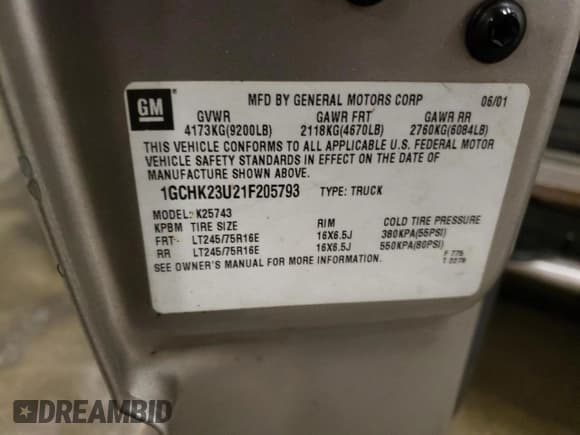 GM
MFD BY GENERAL MOTORS CORP 06/01
GVWR GAWR FRT GAWR RR
4173KG(9200LB) 2118KG(4670LB) 2760KG(6084LB)
THIS VEHICLE CONFORMS TO ALL APPLICABLE U.S. FEDERAL MOTOR
VEHICLE SAFETY STANDARDS IN EFFECT ON THE DATE OF
MANUFACTURE SHOWN ABOVE.
1GCHK23U21F205793 TYPE: TRUCK
MODEL: K25743
KPBM TIRE SIZE RIM COLD TIRE PRESSURE
FRT LT245/75R16E 16X6.5J 380KPA(55PSI)
RR LT245/75R16E 16X6.5J 550KPA(80PSI)
SEE OWNER'S MANUAL FOR MORE INFORMATION.
F 775
DREAMBID